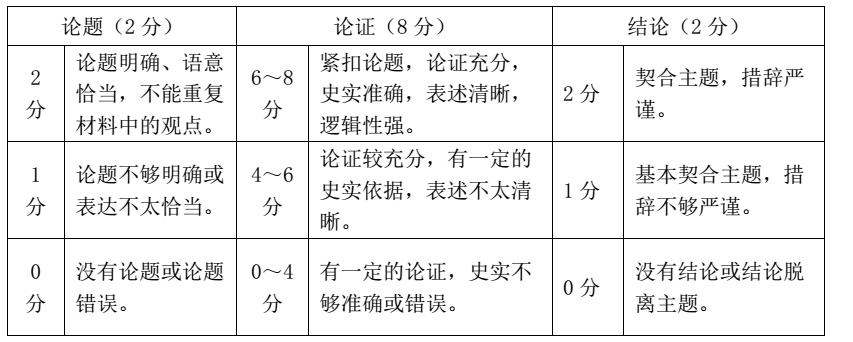 论题（2 分）
论证（8 分）
结论（2 分）
2
分
论题明确、语意
恰当，不能重复
材料中的观点。
6～8
分
紧扣论题，论证充分，
史实准确，表述清晰，
逻辑性强。
2 分
契合主题，措辞严
谨。
1
分
论题不够明确或
表达不太恰当。
4～6
分
论证较充分，有一定的
史实依据，表述不太清
晰。
1 分
基本契合主题，措
辞不够严谨。
0
分
没有论题或论题
错误。
0～4
分
有一定的论证，史实不
够准确或错误。
0 分
没有结论或结论脱
离主题。